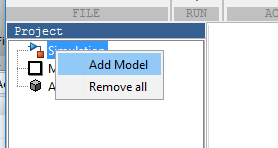 FILE
RUN
Project
Simulation
Add Model
Remove all